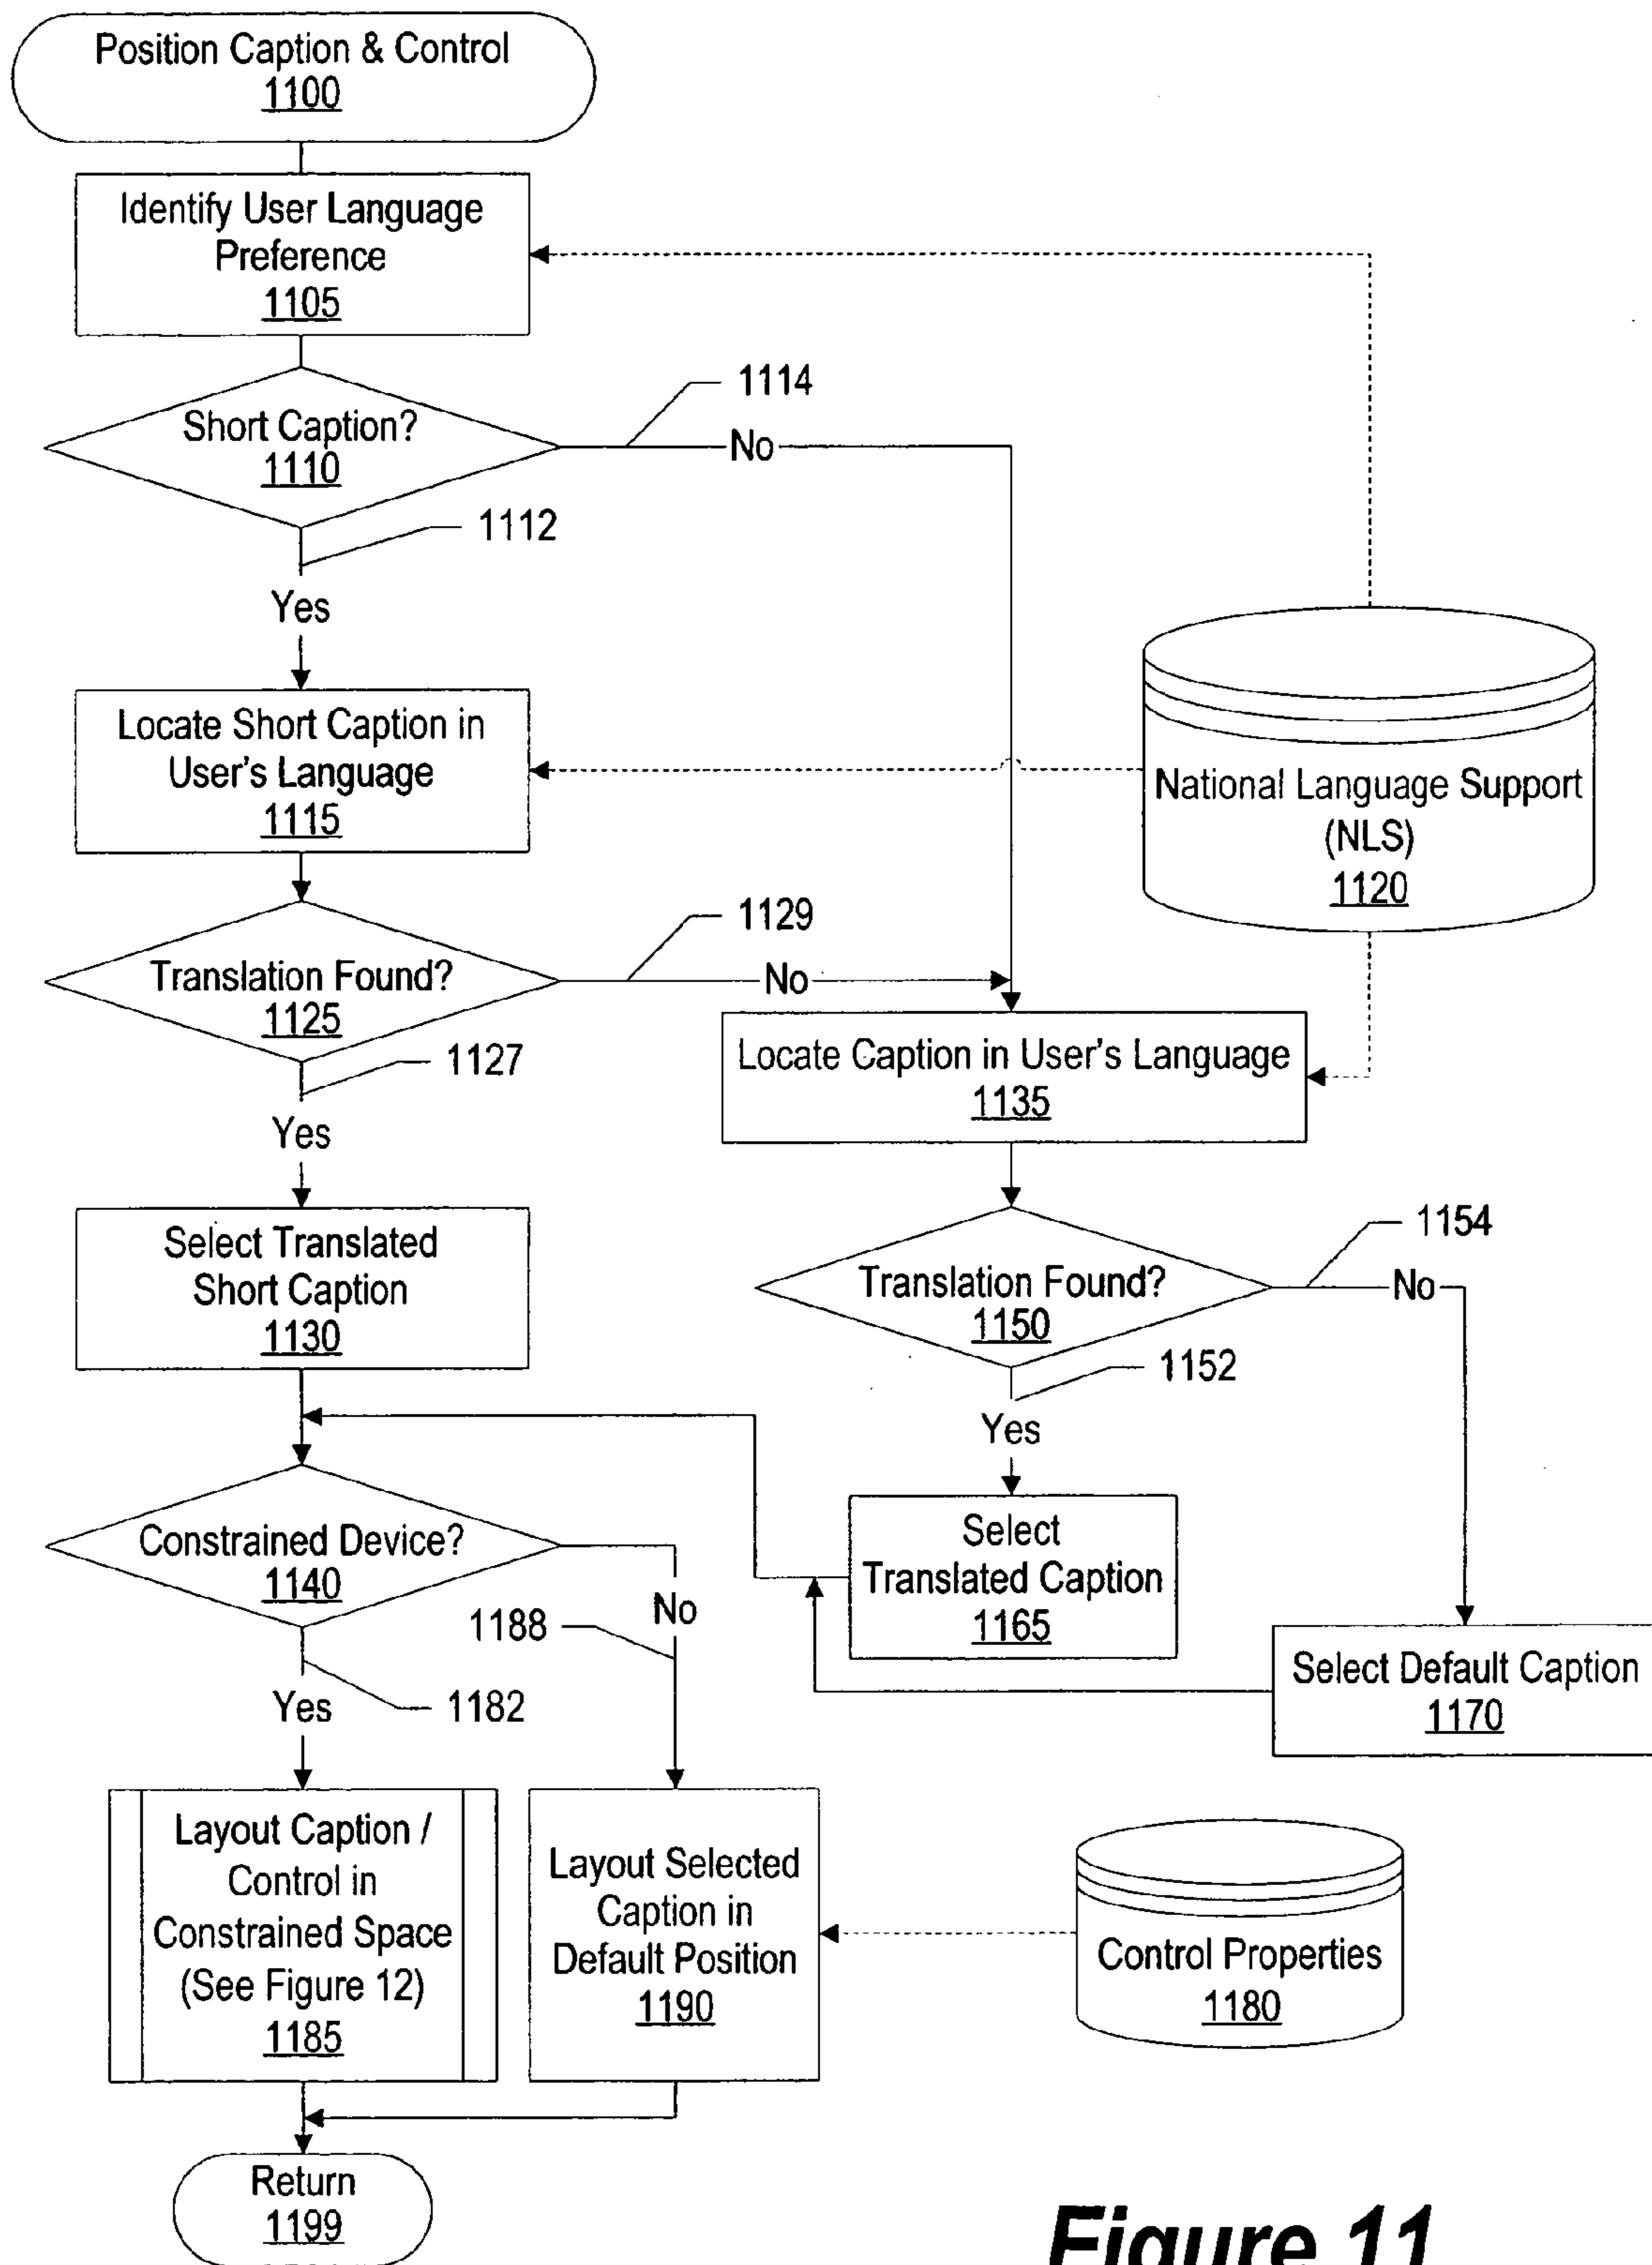 Position Caption & Control
1100
Identify User Language
Preference
1105
Short Caption?
1110
1114
No
1112
Yes
Locate Short Caption in
User's Language
1115
National Language Support
(NLS)
1120
Translation Found?
1125
1129
No
1127
Yes
Locate Caption in User's Language
1135
Select Translated
Short Caption
1130
Translation Found?
1150
1154
No
1152
Yes
Constrained Device?
1140
Select
Translated Caption
1165
No
1188
1182
Yes
Select Default Caption
1170
Layout Caption /
Control in
Constrained Space
(See Figure 12)
1185
Layout Selected
Caption in
Default Position
1190
Control Properties
1180
Return
1199
Figure 11